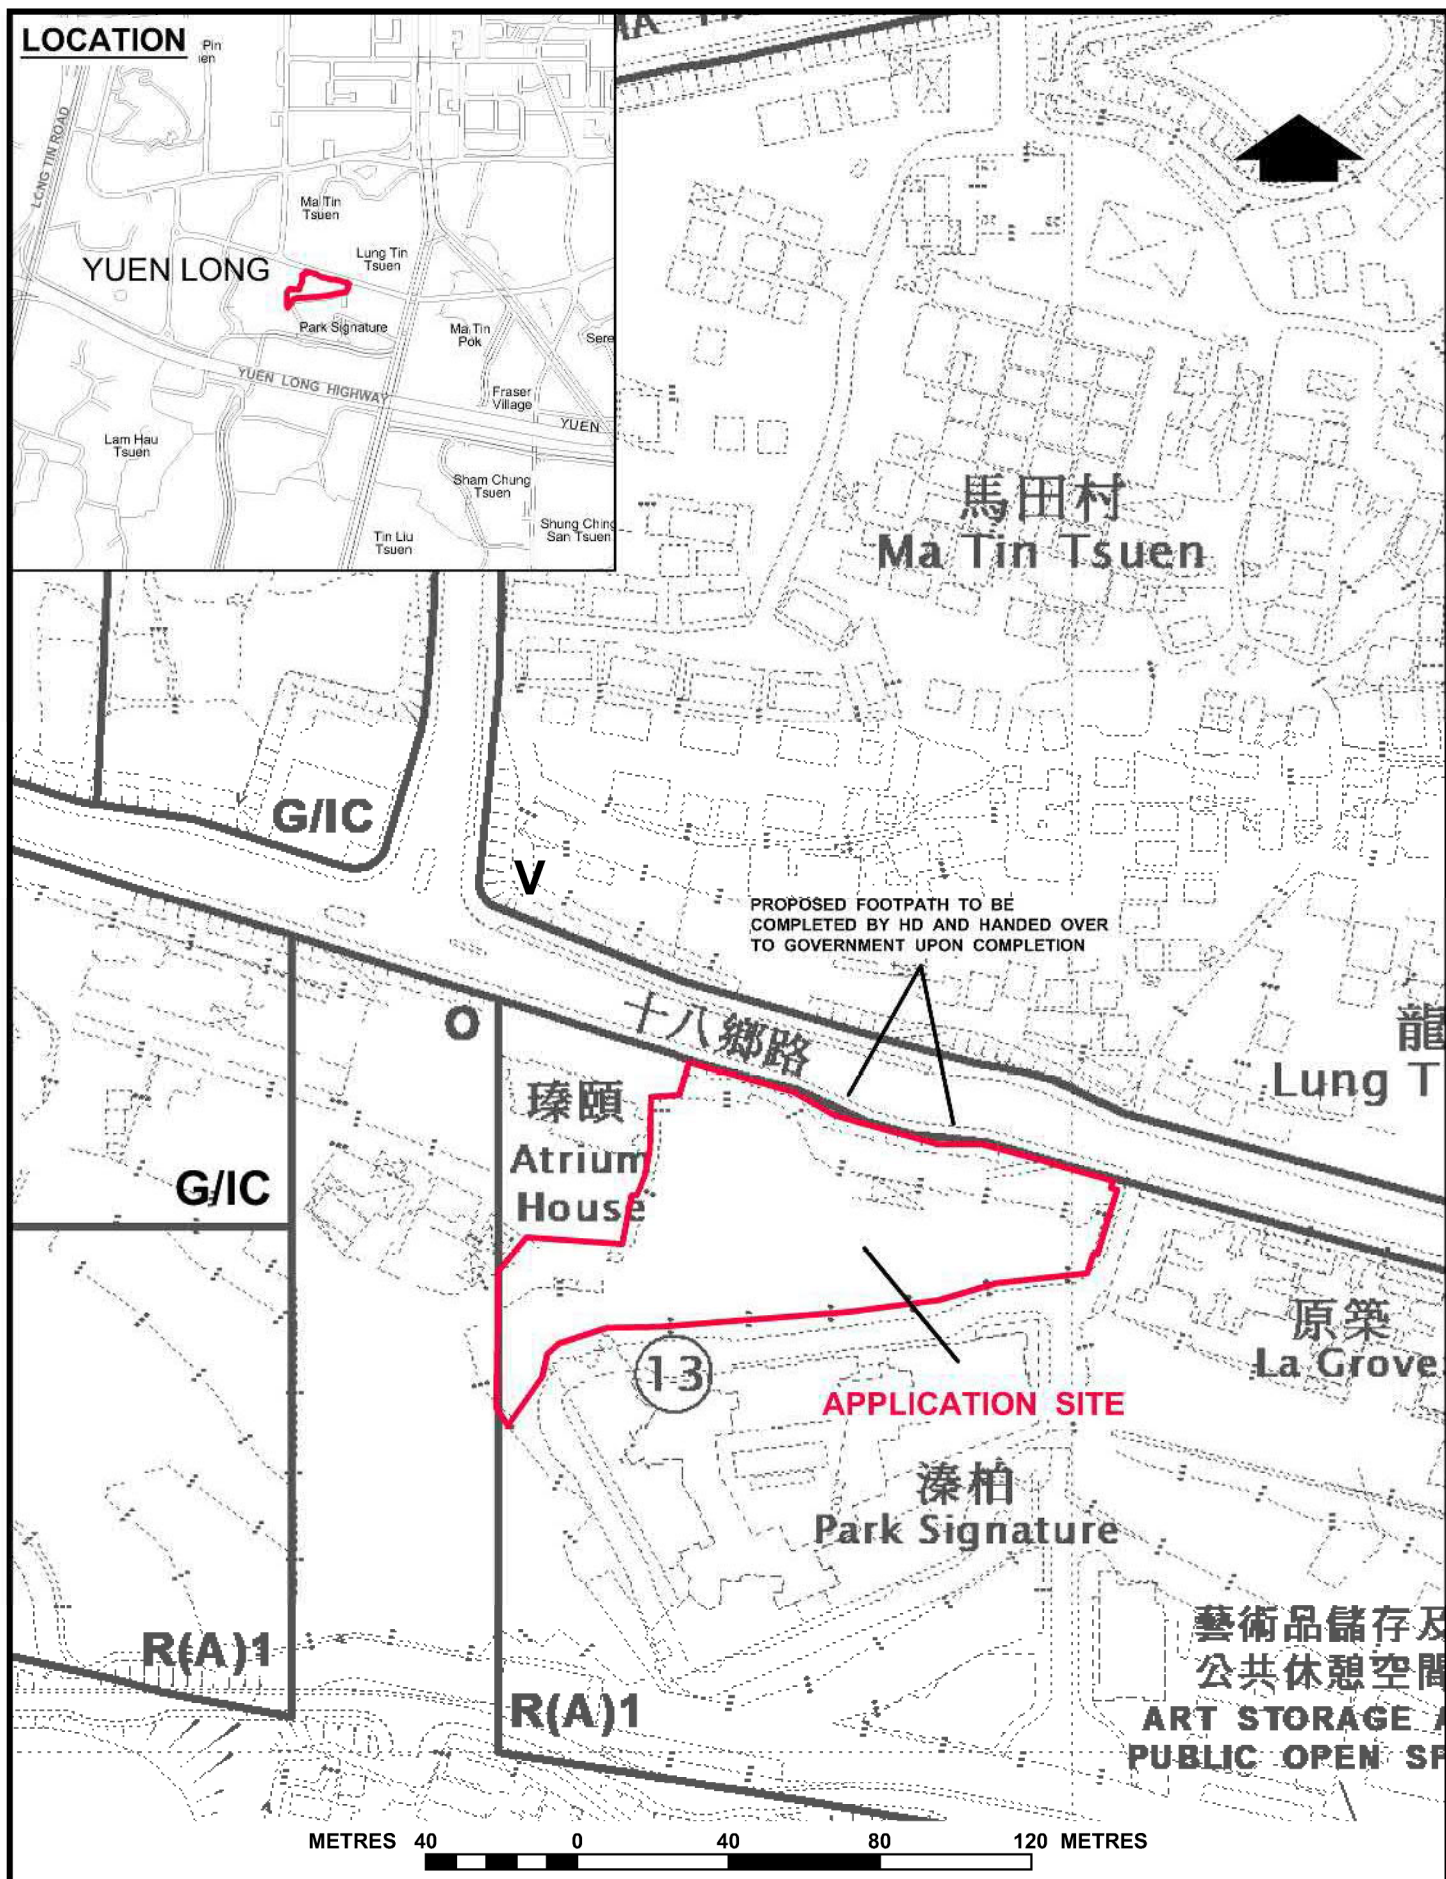 LOCATION
Pin
LONG TIN ROAD
Ma Tin
Tsuen
Lung Tin
Tsuen
YUEN LONG
Park Signature
Ma Tin
Pok
Sere
YUEN LONG HIGHWAY
Fraser
Village
YUEN
Lam Hau
Tsuen
Sham Chung
Tsuen
Tin Liu
Tsuen
Shung Ching
San Tsuen
馬田村
Ma Tin Tsuen
G/IC
V
PROPOSED FOOTPATH TO BE
COMPLETED BY HD AND HANDED OVER
TO GOVERNMENT UPON COMPLETION
O
十八鄉路
龍
Lung T
瑧頤
Atrium
House
G/IC
原築
La Grove
13
APPLICATION SITE
溱柏
Park Signature
藝術品儲存及
公共休憩空間
ART STORAGE A
PUBLIC OPEN SP
R(A)1
R(A)1
METRES 40 0 40 80 120 METRES